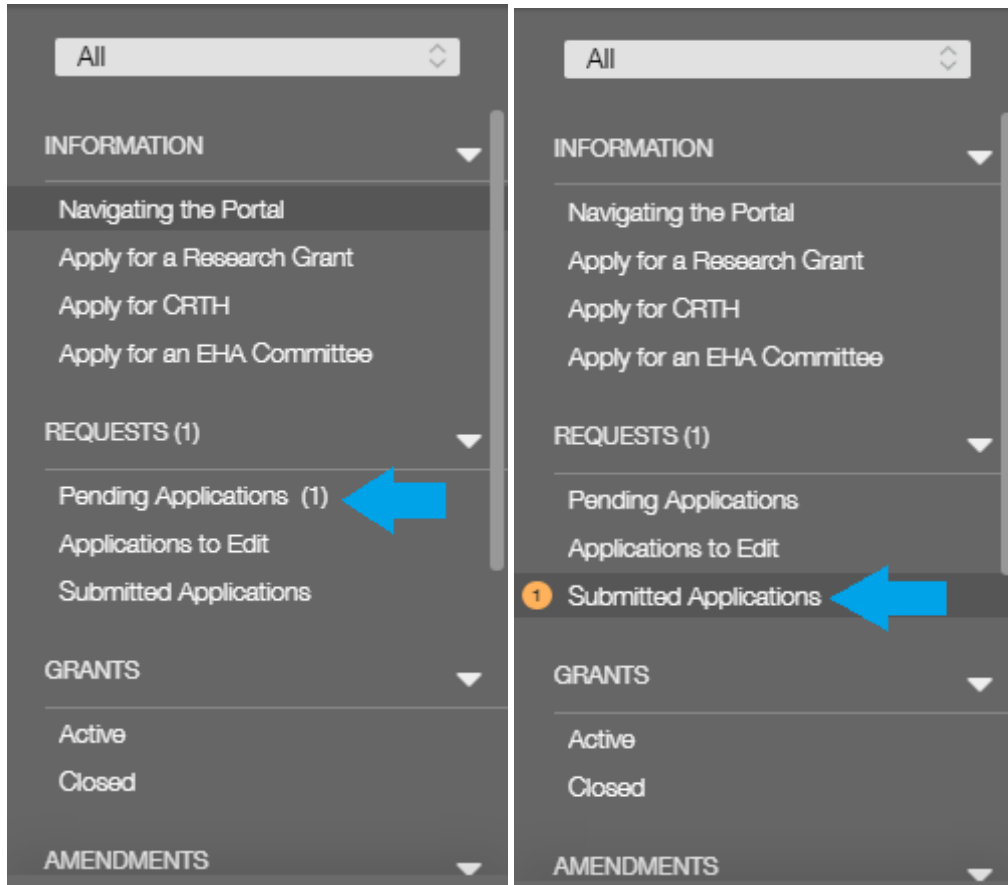 All
INFORMATION
Navigating the Portal
Apply for a Research Grant
Apply for CRTH
Apply for an EHA Committee
REQUESTS (1)
Pending Applications (1)
Applications to Edit
Submitted Applications
GRANTS
Active
Closed
AMENDMENTS
All
INFORMATION
Navigating the Portal
Apply for a Research Grant
Apply for CRTH
Apply for an EHA Committee
REQUESTS (1)
Pending Applications
Applications to Edit
1 Submitted Applications
GRANTS
Active
Closed
AMENDMENTS